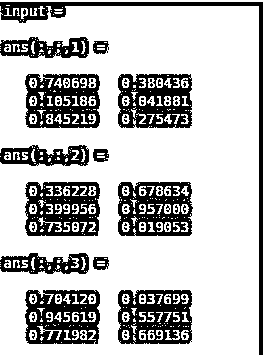 input =
ans(:,:,1) =
0.740698 0.380436
0.105186 0.841881
0.845219 0.275473
ans(:,:,2) =
0.336228 0.678634
0.399956 0.957000
0.735072 0.019053
ans(:,:,3) =
0.704120 0.837699
0.945619 0.557751
0.771982 0.669136